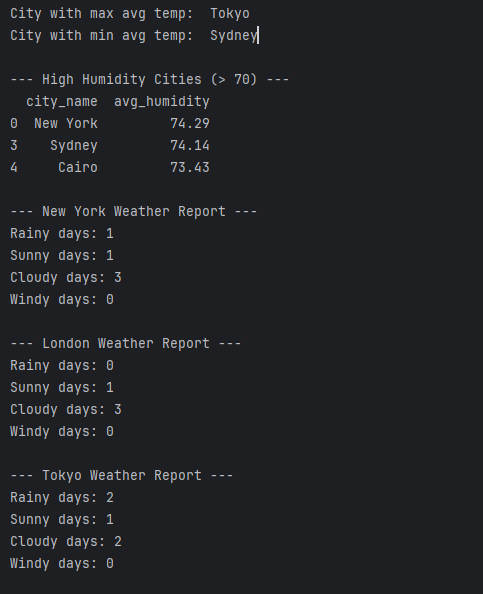 City with max avg temp:  Tokyo
City with min avg temp:  Sydney

--- High Humidity Cities (> 70) ---
  city_name  avg_humidity
0  New York         74.29
3    Sydney         74.14
4     Cairo         73.43

--- New York Weather Report ---
Rainy days: 1
Sunny days: 1
Cloudy days: 3
Windy days: 0

--- London Weather Report ---
Rainy days: 0
Sunny days: 1
Cloudy days: 3
Windy days: 0

--- Tokyo Weather Report ---
Rainy days: 2
Sunny days: 1
Cloudy days: 2
Windy days: 0